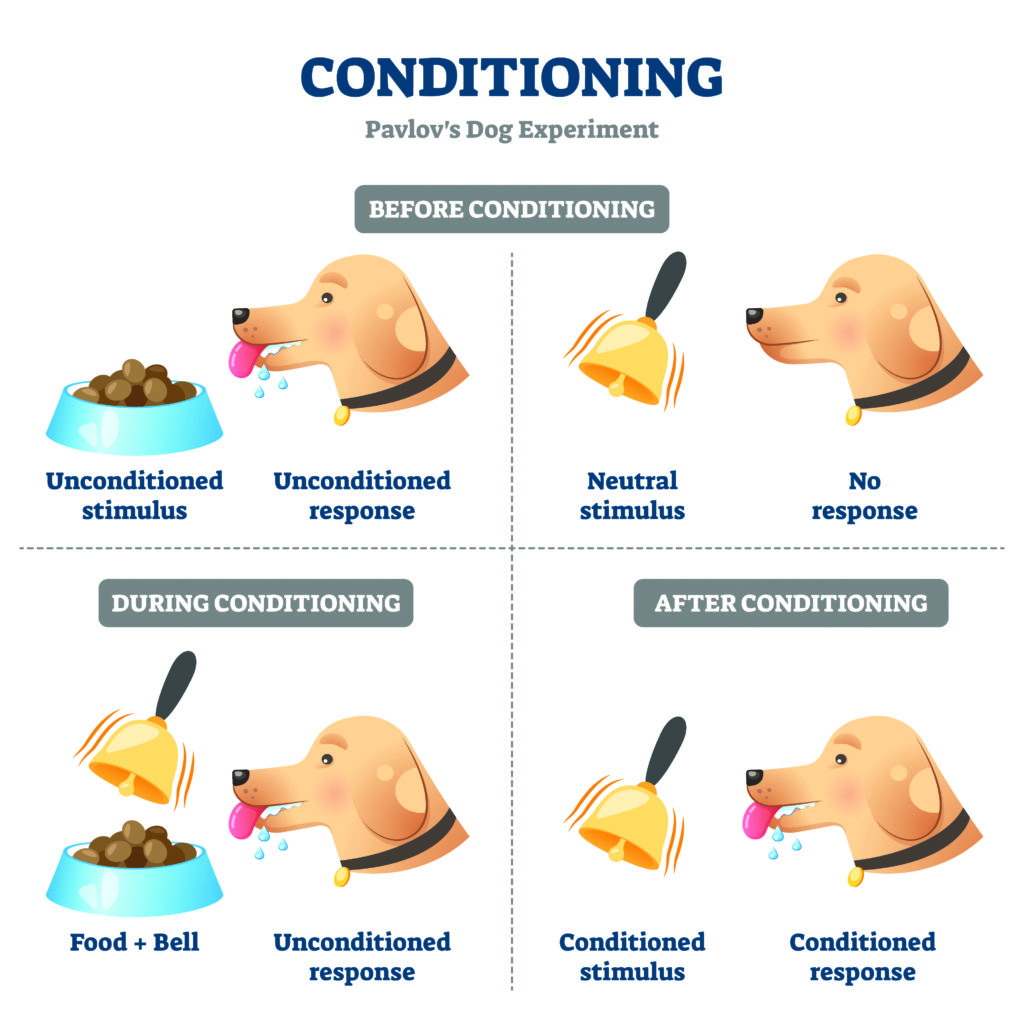 CONDITIONING
Pavlov's Dog Experiment
BEFORE CONDITIONING
Unconditioned
stimulus
Unconditioned
response
Neutral
stimulus
No
response
DURING CONDITIONING
Food + Bell
Unconditioned
response
AFTER CONDITIONING
Conditioned
stimulus
Conditioned
response